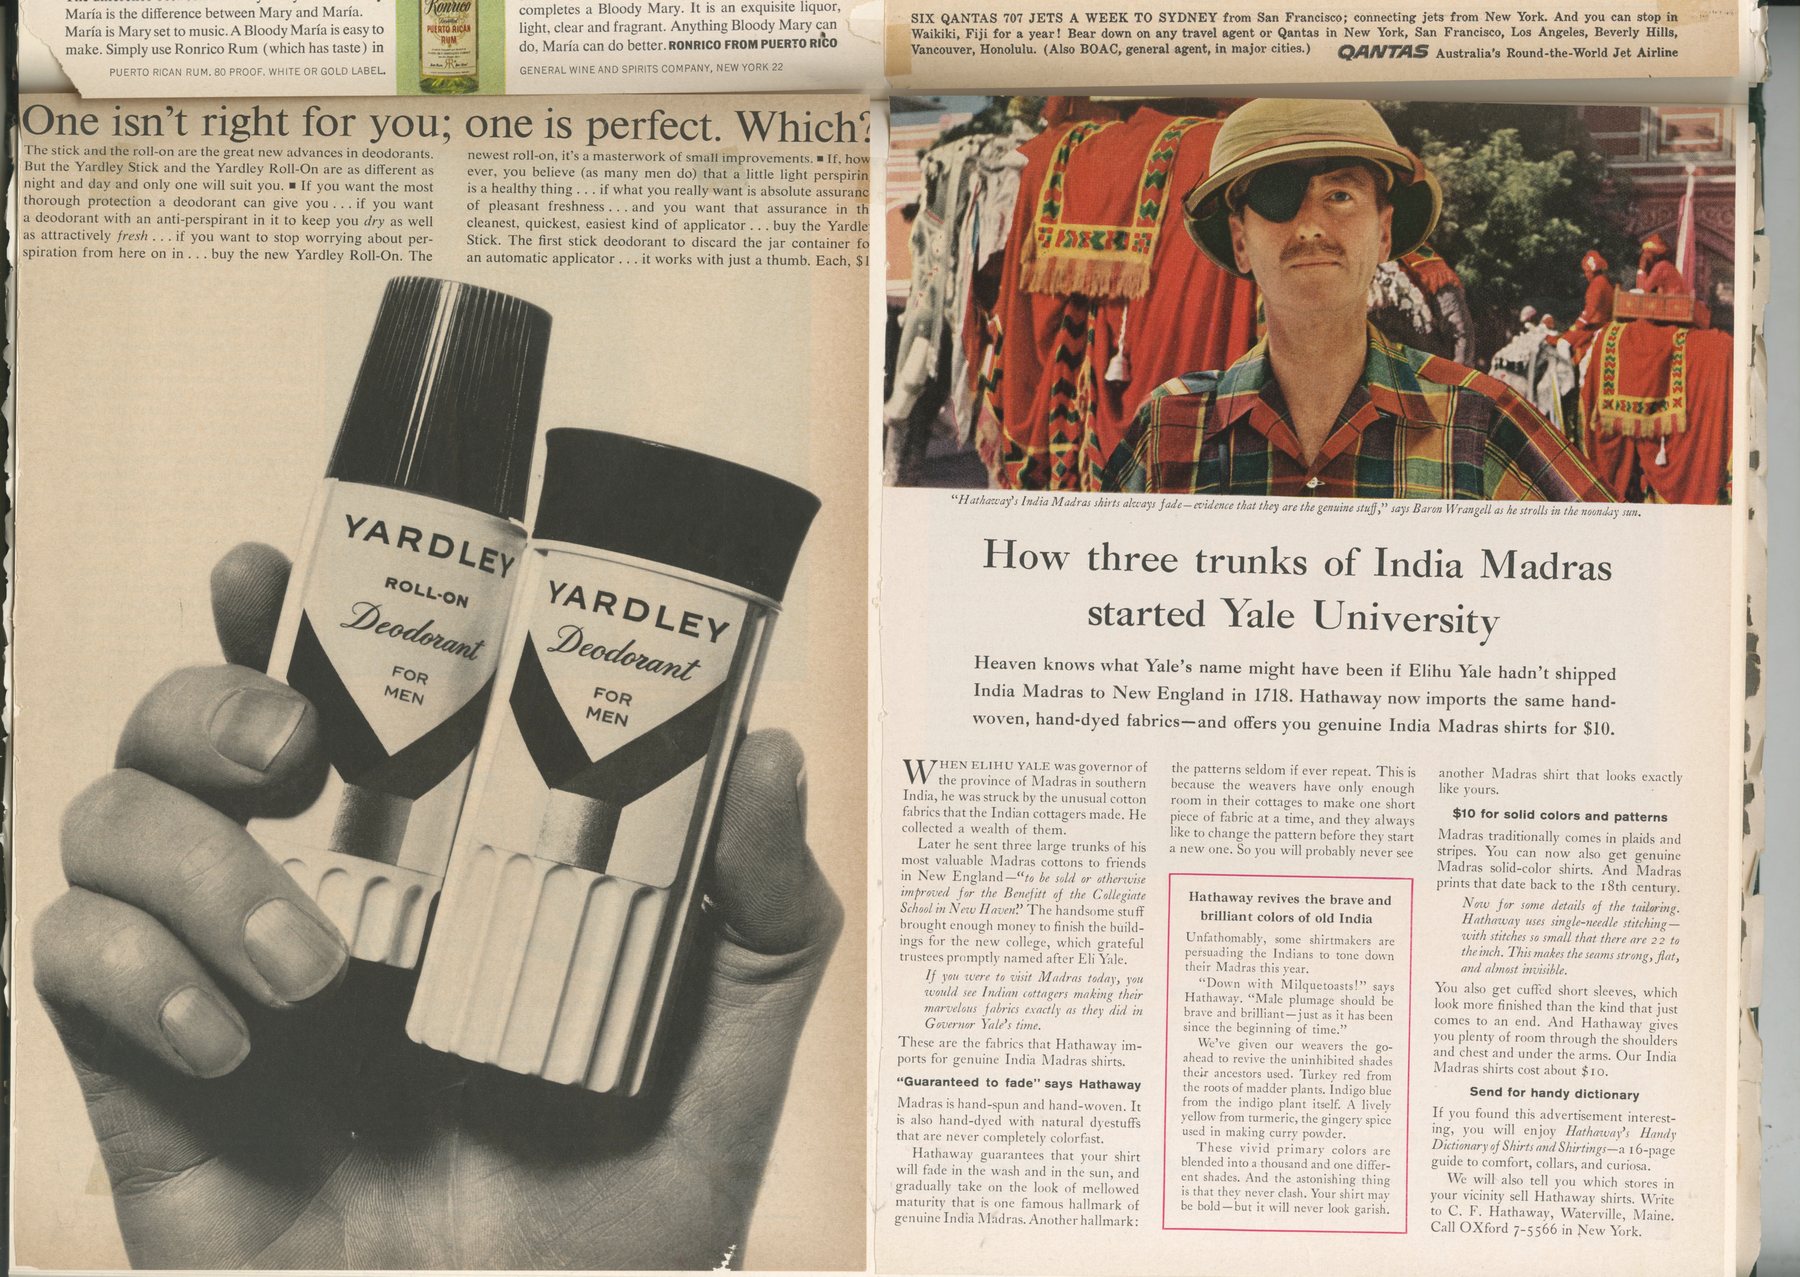 María is the difference between Mary and María.
María is Mary set to music. A Bloody María is easy to
make. Simply use Ronrico Rum (which has taste) in
PUERTO RICAN RUM. 80 PROOF. WHITE OR GOLD LABEL.
Ronrico
PUERTO RICAN
RUM
completes a Bloody Mary. It is an exquisite liquor,
light, clear and fragrant. Anything Bloody Mary can
do, María can do better. RONRICO FROM PUERTO RICO
GENERAL WINE AND SPIRITS COMPANY, NEW YORK 22
SIX QANTAS 707 JETS A WEEK TO SYDNEY from San Francisco; connecting jets from New York. And you can stop in
Waikiki, Fiji for a year! Bear down on any travel agent or Qantas in New York, San Francisco, Los Angeles, Beverly Hills,
Vancouver, Honolulu. (Also BOAC, general agent, in major cities.) QANTAS Australia's Round-the-World Jet Airline
One isn't right for you; one is perfect. Which?
The stick and the roll-on are the great new advances in deodorants.
But the Yardley Stick and the Yardley Roll-On are as different as
night and day and only one will suit you. ■ If you want the most
thorough protection a deodorant can give you . . . if you want
a deodorant with an anti-perspirant in it to keep you dry as well
as attractively fresh . . . if you want to stop worrying about per-
spiration from here on in . . . buy the new Yardley Roll-On. The
newest roll-on, it's a masterwork of small improvements. ■ If, how
ever, you believe (as many men do) that a little light perspirin
is a healthy thing . . . if what you really want is absolute assuranc
of pleasant freshness . . . and you want that assurance in th
cleanest, quickest, easiest kind of applicator . . . buy the Yardle
Stick. The first stick deodorant to discard the jar container fo
an automatic applicator . . . it works with just a thumb. Each, $1
YARDLEY
ROLL-ON
Deodorant
FOR
MEN
YARDLEY
Deodorant
FOR
MEN
"Hathaway's India Madras shirts always fade—evidence that they are the genuine stuff," says Baron Wrangell as he strolls in the noonday sun.
How three trunks of India Madras
started Yale University
Heaven knows what Yale's name might have been if Elihu Yale hadn't shipped
India Madras to New England in 1718. Hathaway now imports the same hand-
woven, hand-dyed fabrics—and offers you genuine India Madras shirts for $10.
WHEN ELIHU YALE was governor of
the province of Madras in southern
India, he was struck by the unusual cotton
fabrics that the Indian cottagers made. He
collected a wealth of them.
Later he sent three large trunks of his
most valuable Madras cottons to friends
in New England—"to be sold or otherwise
improved for the Benefitt of the Collegiate
School in New Haven." The handsome stuff
brought enough money to finish the build-
ings for the new college, which grateful
trustees promptly named after Eli Yale.
If you were to visit Madras today, you
would see Indian cottagers making their
marvelous fabrics exactly as they did in
Governor Yale's time.
These are the fabrics that Hathaway im-
ports for genuine India Madras shirts.
"Guaranteed to fade" says Hathaway
Madras is hand-spun and hand-woven. It
is also hand-dyed with natural dyestuffs
that are never completely colorfast.
Hathaway guarantees that your shirt
will fade in the wash and in the sun, and
gradually take on the look of mellowed
maturity that is one famous hallmark of
genuine India Madras. Another hallmark:
the patterns seldom if ever repeat. This is
because the weavers have only enough
room in their cottages to make one short
piece of fabric at a time, and they always
like to change the pattern before they start
a new one. So you will probably never see
Hathaway revives the brave and
brilliant colors of old India
Unfathomably, some shirtmakers are
persuading the Indians to tone down
their Madras this year.
"Down with Milquetoasts!" says
Hathaway. "Male plumage should be
brave and brilliant—just as it has been
since the beginning of time."
We've given our weavers the go-
ahead to revive the uninhibited shades
their ancestors used. Turkey red from
the roots of madder plants. Indigo blue
from the indigo plant itself. A lively
yellow from turmeric, the gingery spice
used in making curry powder.
These vivid primary colors are
blended into a thousand and one differ-
ent shades. And the astonishing thing
is that they never clash. Your shirt may
be bold—but it will never look garish.
another Madras shirt that looks exactly
like yours.
$10 for solid colors and patterns
Madras traditionally comes in plaids and
stripes. You can now also get genuine
Madras solid-color shirts. And Madras
prints that date back to the 18th century.
Now for some details of the tailoring.
Hathaway uses single-needle stitching—
with stitches so small that there are 22 to
the inch. This makes the seams strong, flat,
and almost invisible.
You also get cuffed short sleeves, which
look more finished than the kind that just
comes to an end. And Hathaway gives
you plenty of room through the shoulders
and chest and under the arms. Our India
Madras shirts cost about $10.
Send for handy dictionary
If you found this advertisement interest-
ing, you will enjoy Hathaway's Handy
Dictionary of Shirts and Shirtings—a 16-page
guide to comfort, collars, and curiosa.
We will also tell you which stores in
your vicinity sell Hathaway shirts. Write
to C. F. Hathaway, Waterville, Maine.
Call OXford 7-5566 in New York.